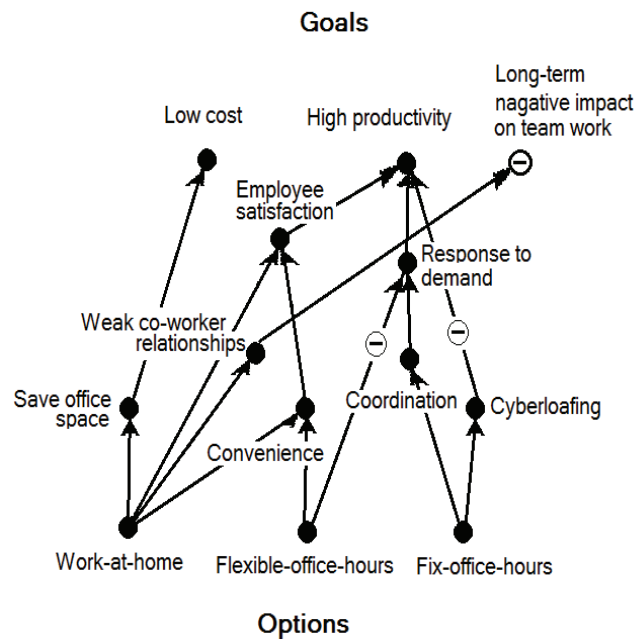 Goals
Long-term
nagative impact
on team work
Low cost
High productivity
Employee
satisfaction
Response to
demand
Weak co-worker
relationships
Save office
space
Coordination
Cyberloafing
Convenience
Work-at-home
Flexible-office-hours
Fix-office-hours
Options